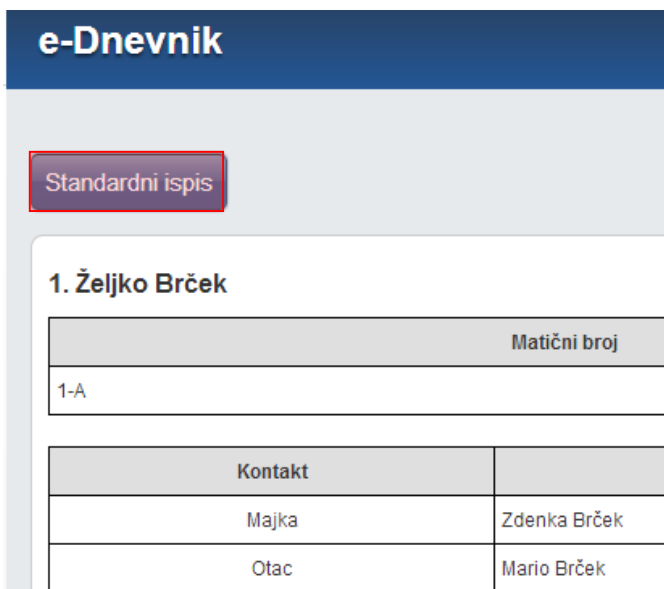 e-Dnevnik
Standardni ispis
1. Željko Brček
Matični broj
1-A
Kontakt
Majka Zdenka Brček
Otac Mario Brček